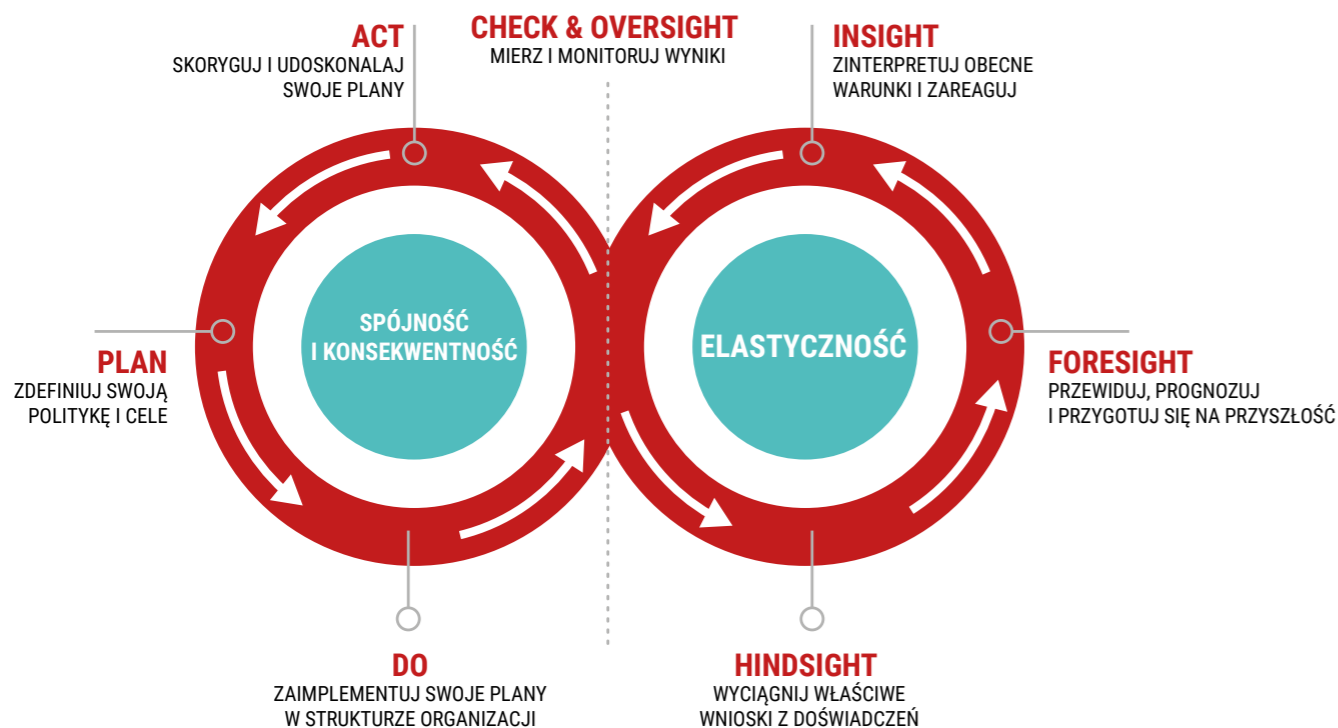 ACT
SKORYGUJ I UDOSKONALAJ
SWOJE PLANY
CHECK & OVERSIGHT
MIERZ I MONITORUJ WYNIKI
INSIGHT
ZINTERPRETUJ OBECNE
WARUNKI I ZAREAGUJ
SPÓJNOŚĆ
I KONSEKWENTNOŚĆ
ELASTYCZNOŚĆ
PLAN
ZDEFINIUJ SWOJĄ
POLITYKĘ I CELE
FORESIGHT
PRZEWIDUJ, PROGNOZUJ
I PRZYGOTUJ SIĘ NA PRZYSZŁOŚĆ
DO
ZAIMPLEMENTUJ SWOJE PLANY
W STRUKTURZE ORGANIZACJI
HINDSIGHT
WYCIĄGNIJ WŁAŚCIWE
WNIOSKI Z DOŚWIADCZEŃ